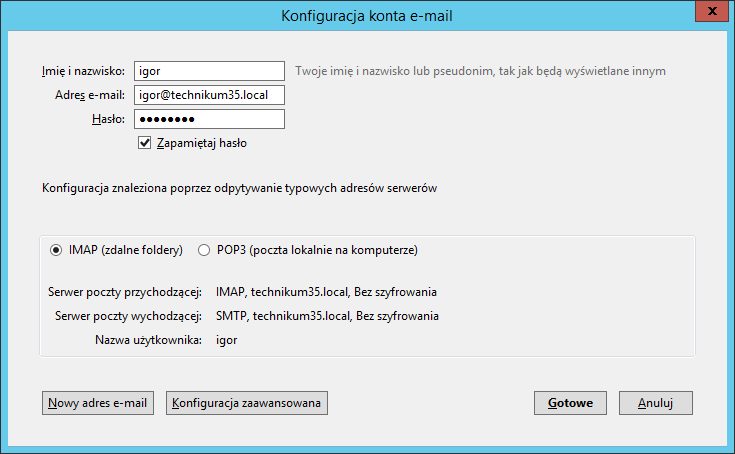 Konfiguracja konta e-mail
x
Imię i nazwisko: igor Twoje imię i nazwisko lub pseudonim, tak jak będą wyświetlane innym
Adres e-mail: igor@technikum35.local
Hasło: ●●●●●●●●
Zapamiętaj hasło
Konfiguracja znaleziona poprzez odpytywanie typowych adresów serwerów
IMAP (zdalne foldery) POP3 (poczta lokalnie na komputerze)
Serwer poczty przychodzącej: IMAP, technikum35.local, Bez szyfrowania
Serwer poczty wychodzącej: SMTP, technikum35.local, Bez szyfrowania
Nazwa użytkownika: igor
Nowy adres e-mail Konfiguracja zaawansowana Gotowe Anuluj